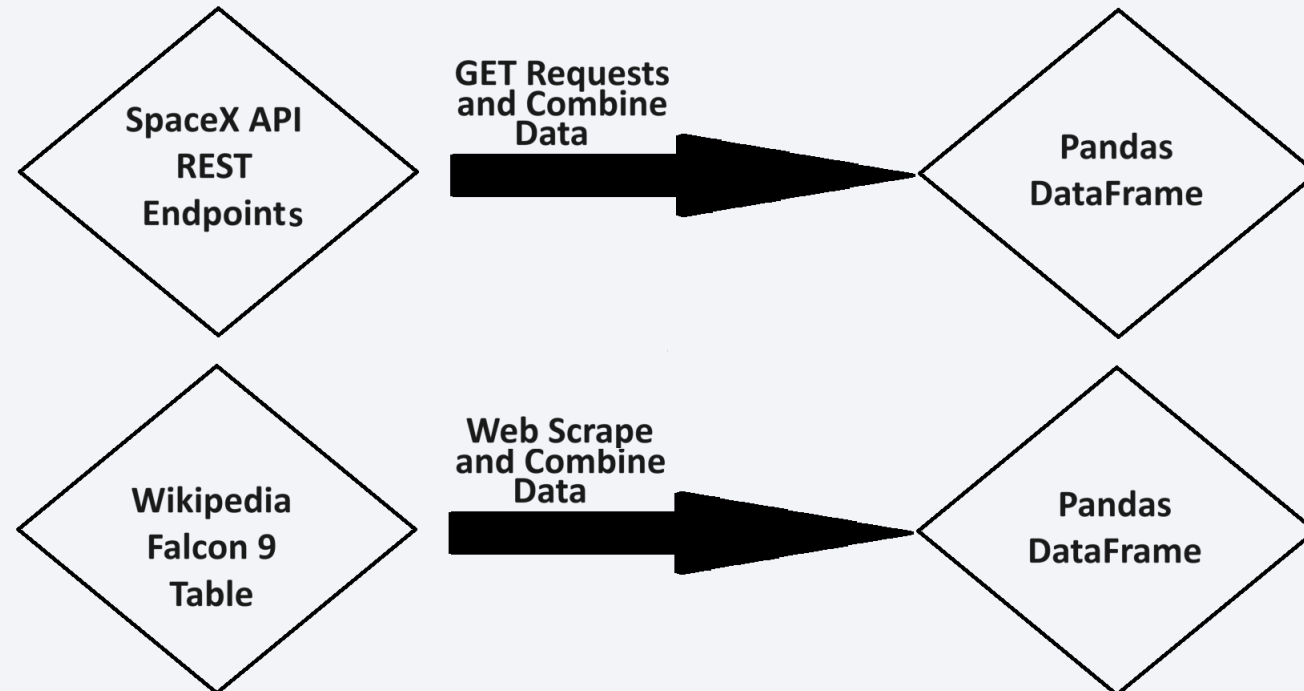 SpaceX API
REST
Endpoints
GET Requests
and Combine
Data
Pandas
DataFrame
Wikipedia
Falcon 9
Table
Web Scrape
and Combine
Data
Pandas
DataFrame